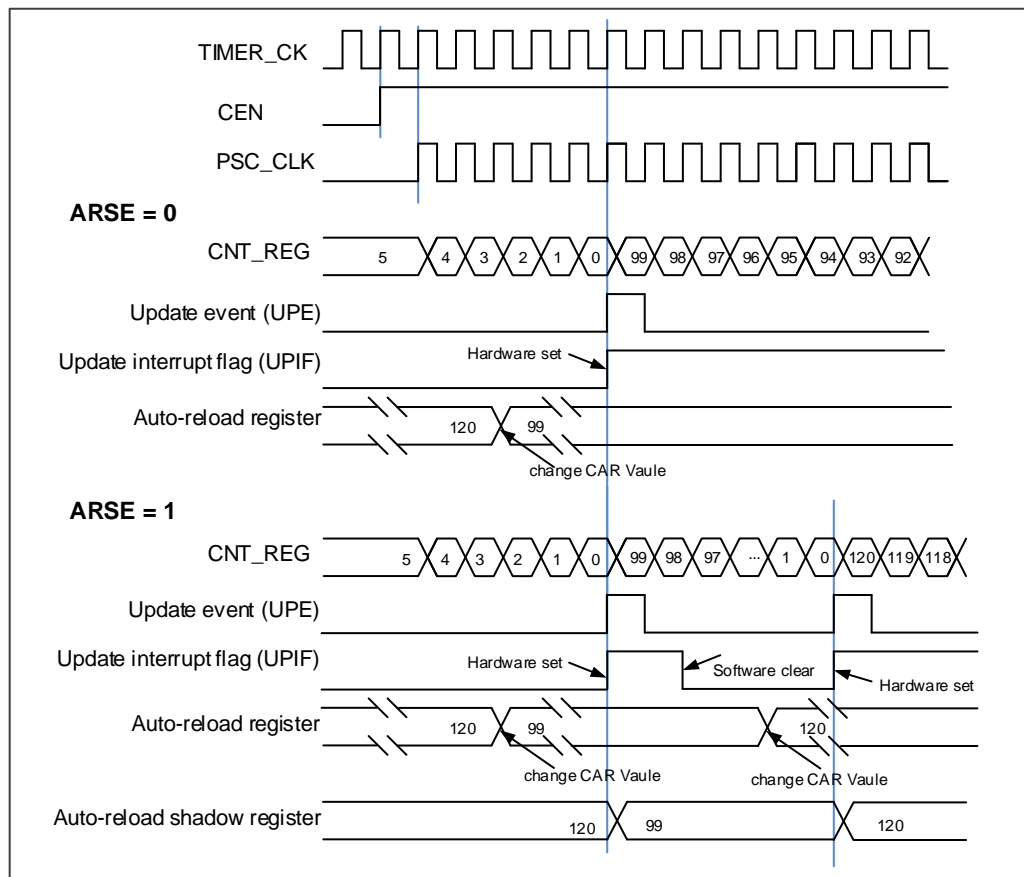 TIMER_CK
CEN
PSC_CLK
ARSE = 0
CNT_REG 5 4 3 2 1 0 99 98 97 96 95 94 93 92
Update event (UPE)
Update interrupt flag (UPIF) Hardware set
Auto-reload register 120 99
change CAR Vaule
ARSE = 1
CNT_REG 5 4 3 2 1 0 99 98 97 ... 1 0 120 119 118
Update event (UPE)
Update interrupt flag (UPIF) Hardware set Software clear Hardware set
Auto-reload register 120 99 120
change CAR Vaule change CAR Vaule
Auto-reload shadow register 120 99 120